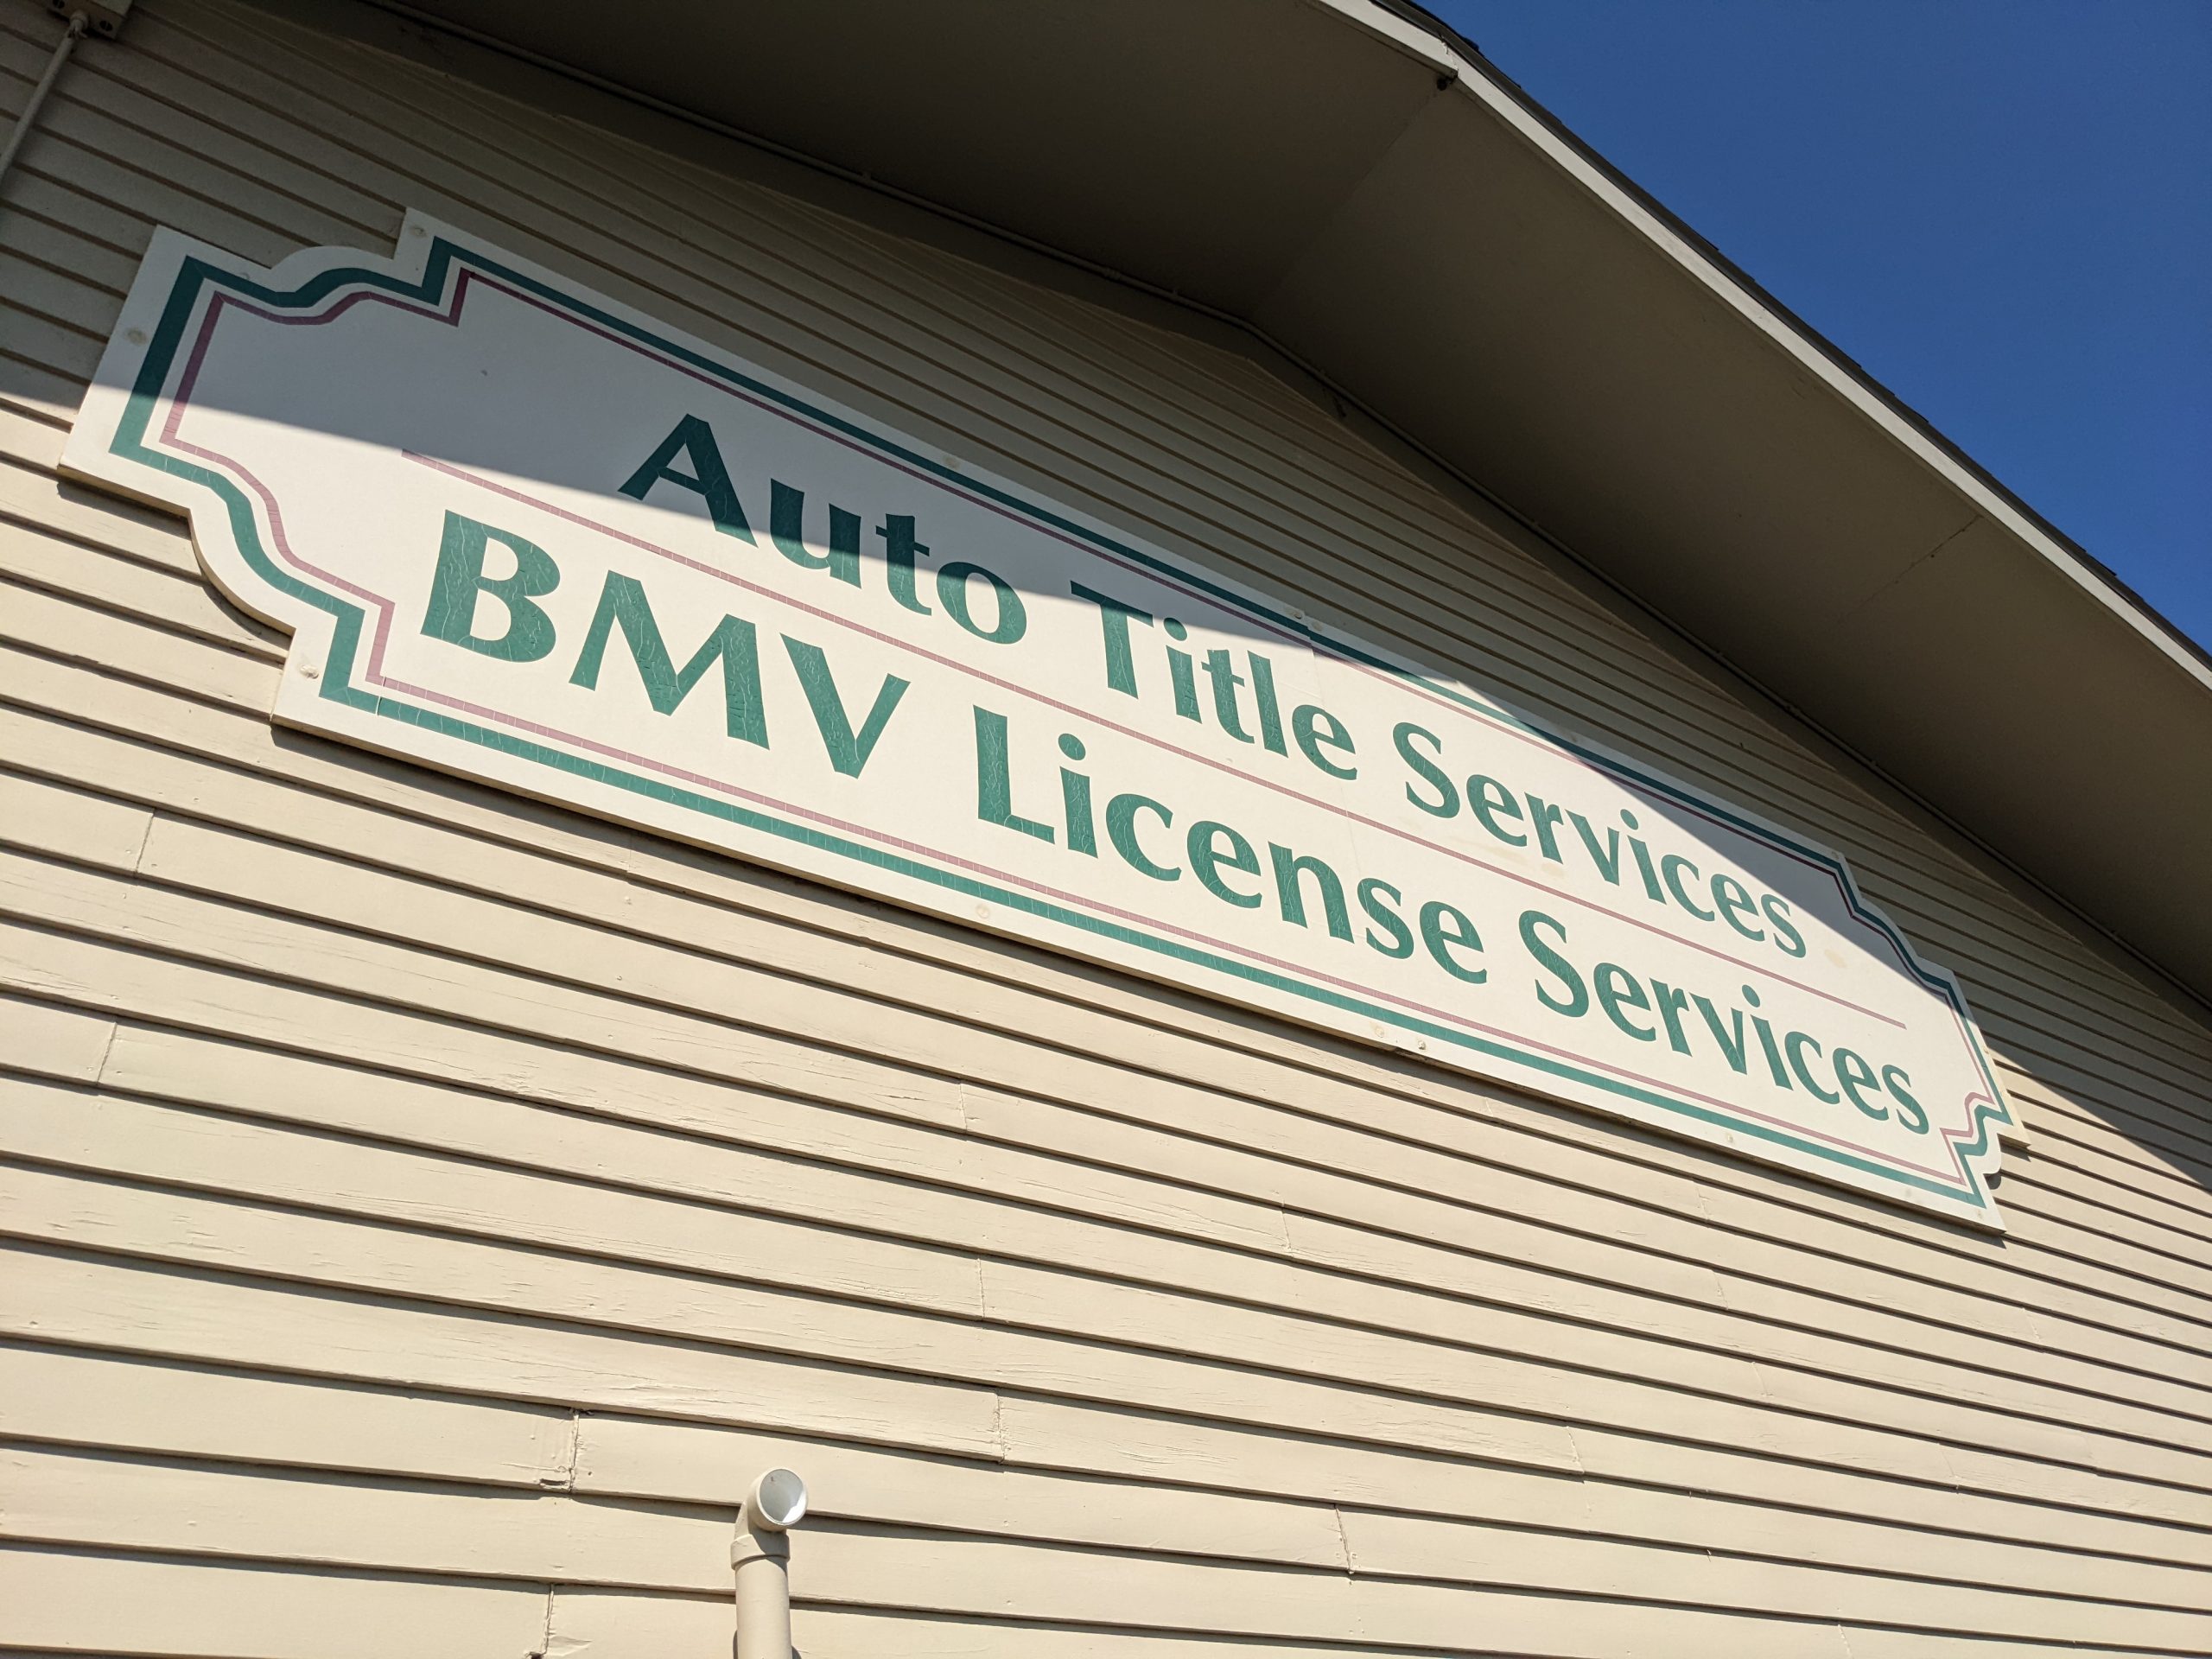 Auto Title Services
BMV License Services